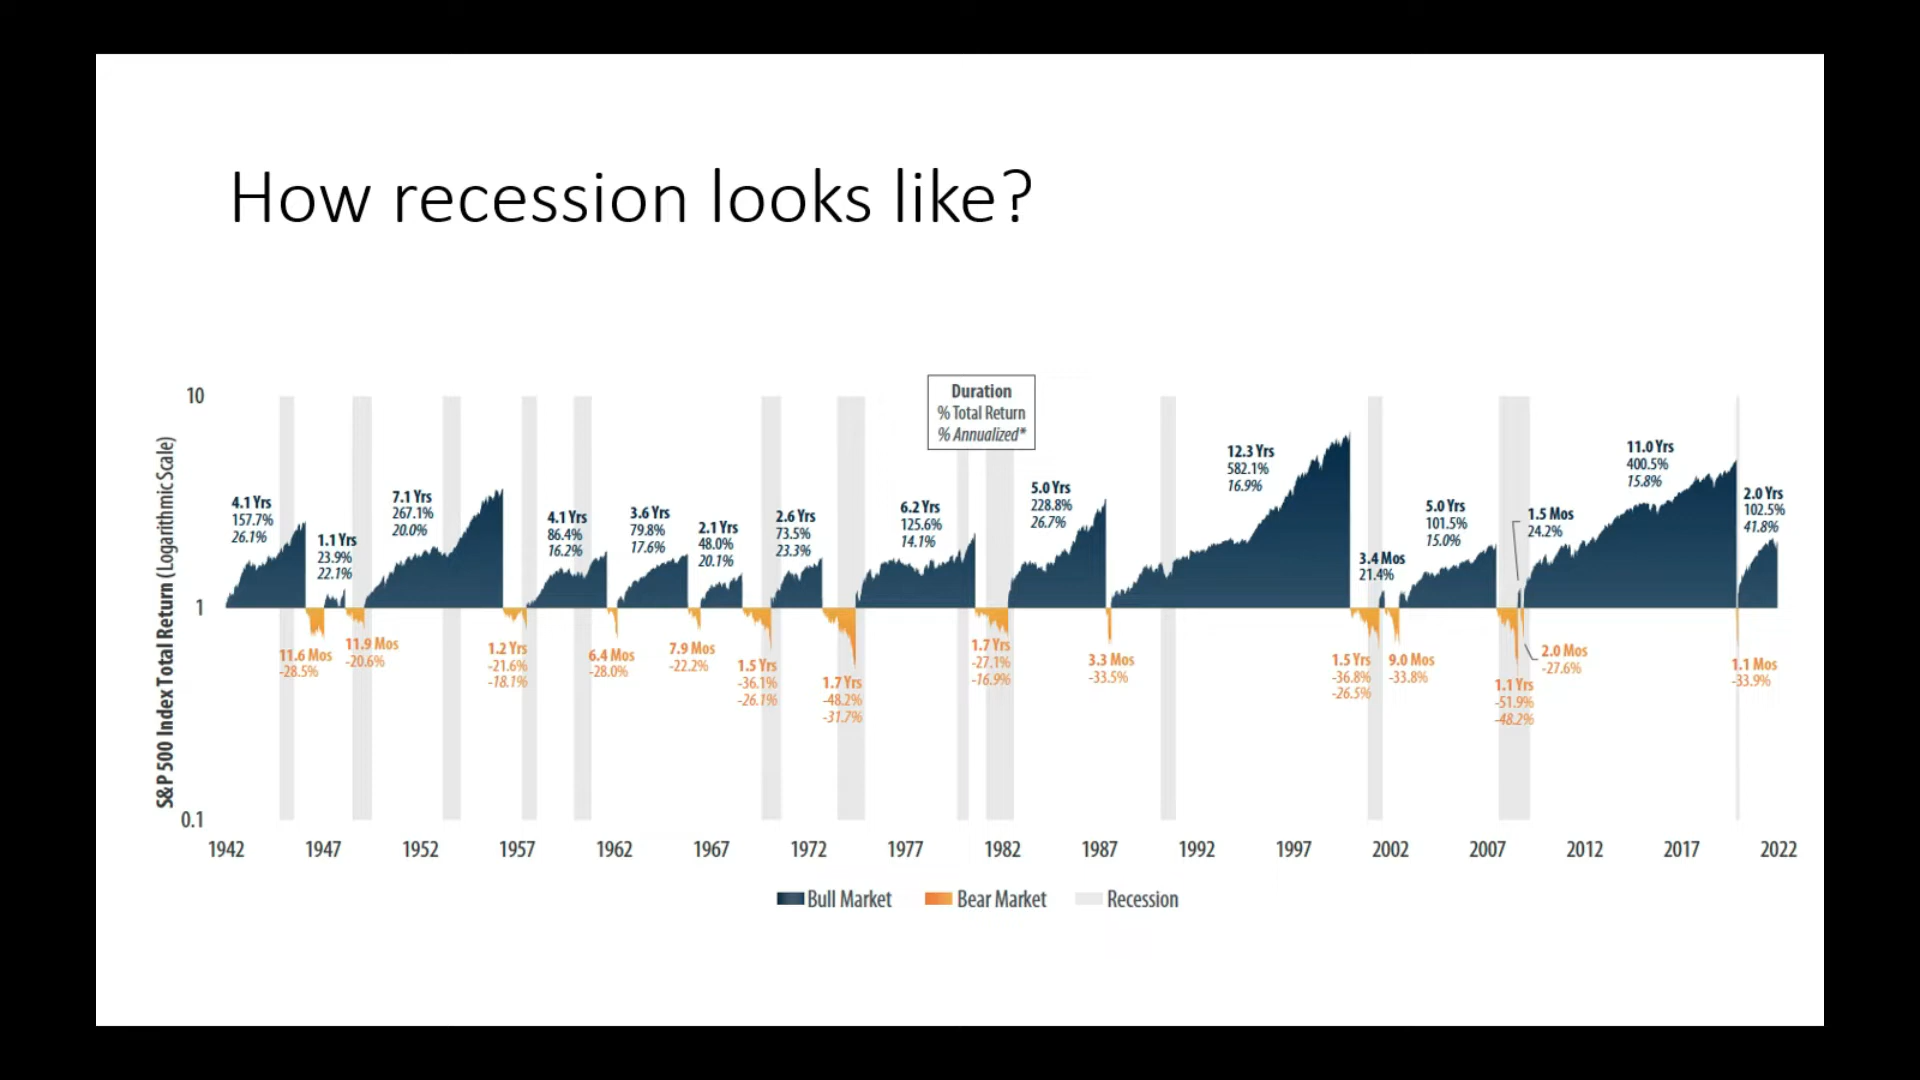 How recession looks like?
S&P 500 Index Total Return (Logarithmic Scale)
10
1
0.1
Duration
% Total Return
% Annualized*
4.1 Yrs
157.7%
26.1%
1.1 Yrs
23.9%
22.1%
7.1 Yrs
267.1%
20.0%
4.1 Yrs
86.4%
16.2%
3.6 Yrs
79.8%
17.6%
2.1 Yrs
48.0%
20.1%
2.6 Yrs
73.5%
23.3%
6.2 Yrs
125.6%
14.1%
5.0 Yrs
228.8%
26.7%
12.3 Yrs
582.1%
16.9%
3.4 Mos
21.4%
5.0 Yrs
101.5%
15.0%
1.5 Mos
24.2%
11.0 Yrs
400.5%
15.8%
2.0 Yrs
102.5%
41.8%
11.6 Mos
-28.5%
11.9 Mos
-20.6%
1.2 Yrs
-21.6%
-18.1%
6.4 Mos
-28.0%
7.9 Mos
-22.2%
1.5 Yrs
-36.1%
-26.1%
1.7 Yrs
-48.2%
-31.7%
1.7 Yrs
-27.1%
-16.9%
3.3 Mos
-33.5%
1.5 Yrs
-36.8%
-26.5%
9.0 Mos
-33.8%
1.1 Yrs
-51.9%
-48.2%
2.0 Mos
-27.6%
1.1 Mos
-33.9%
1942 1947 1952 1957 1962 1967 1972 1977 1982 1987 1992 1997 2002 2007 2012 2017 2022
Bull Market Bear Market Recession